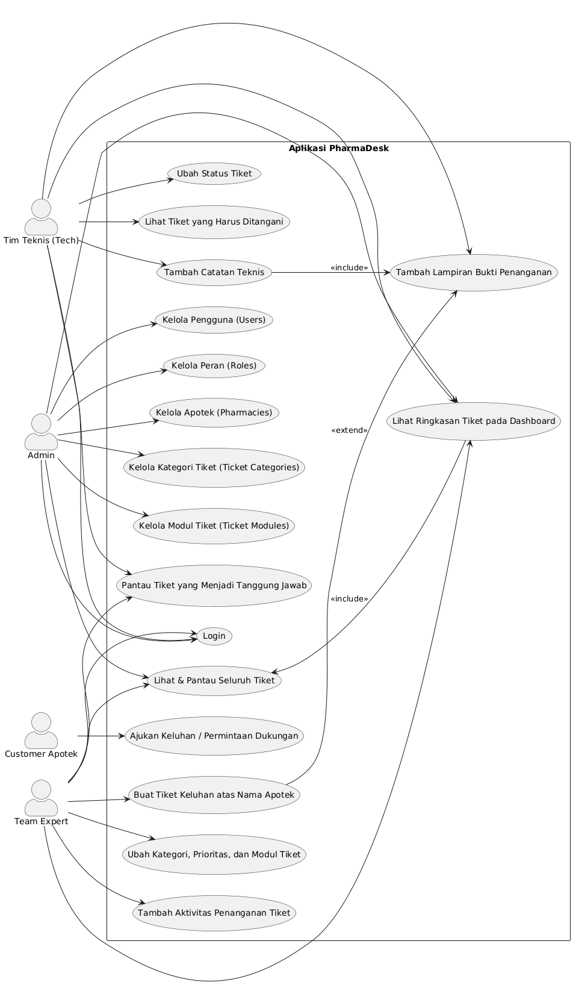 Aplikasi PharmaDesk
Ubah Status Tiket
Lihat Tiket yang Harus Ditangani
Tim Teknis (Tech)
Tambah Catatan Teknis
«include»
Tambah Lampiran Bukti Penanganan
Kelola Pengguna (Users)
Kelola Peran (Roles)
Kelola Apotek (Pharmacies)
Lihat Ringkasan Tiket pada Dashboard
«extend»
Admin
Kelola Kategori Tiket (Ticket Categories)
Kelola Modul Tiket (Ticket Modules)
Pantau Tiket yang Menjadi Tanggung Jawab
«include»
Login
Lihat & Pantau Seluruh Tiket
Ajukan Keluhan / Permintaan Dukungan
Customer Apotek
Buat Tiket Keluhan atas Nama Apotek
Team Expert
Ubah Kategori, Prioritas, dan Modul Tiket
Tambah Aktivitas Penanganan Tiket